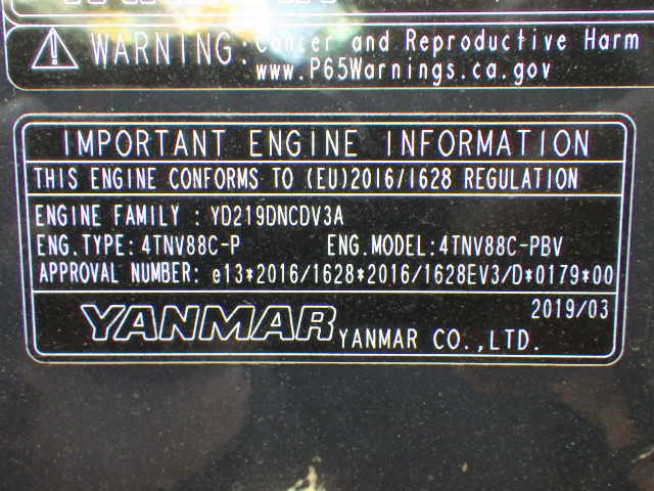 WARNING: Cancer and Reproductive Harm
www.P65Warnings.ca.gov
IMPORTANT ENGINE INFORMATION
THIS ENGINE CONFORMS TO (EU)2016/1628 REGULATION
ENGINE FAMILY : YD219DNCDV3A
ENG.TYPE: 4TNV88C-P ENG.MODEL: 4TNV88C-PBV
APPROVAL NUMBER: e13*2016/1628*2016/1628EV3/D*0179*00
2019/03
YANMAR YANMAR CO.,LTD.